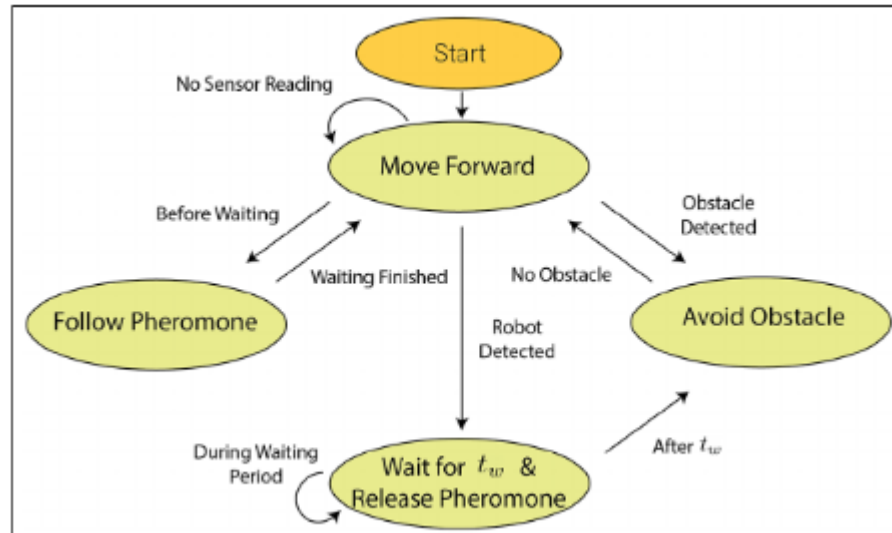 Start
No Sensor Reading
Move Forward
Before Waiting
Obstacle
Detected
Waiting Finished
No Obstacle
Follow Pheromone
Avoid Obstacle
Robot
Detected
During Waiting
Period
Wait for t_w &
Release Pheromone
After t_w